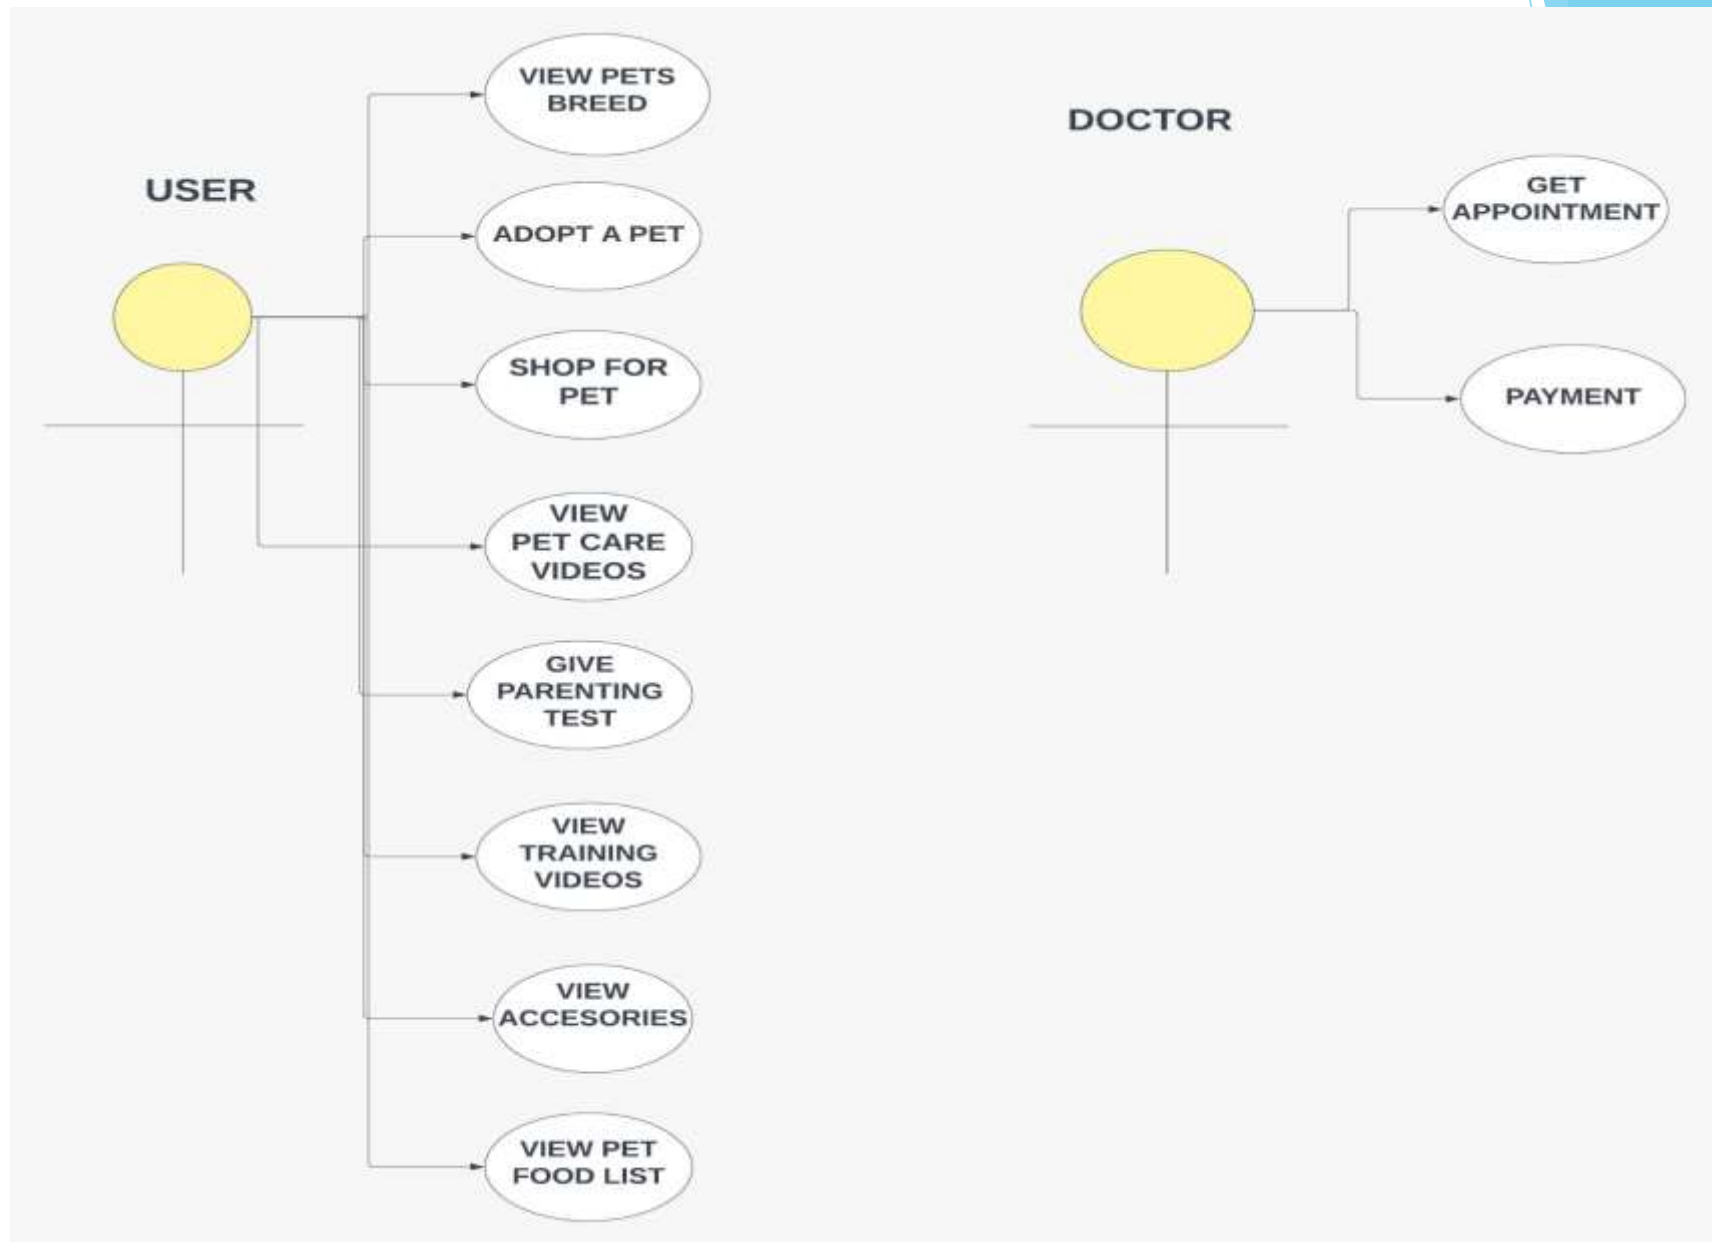 USER
VIEW PETS
BREED
ADOPT A PET
SHOP FOR
PET
VIEW
PET CARE
VIDEOS
GIVE
PARENTING
TEST
VIEW
TRAINING
VIDEOS
VIEW
ACCESORIES
VIEW PET
FOOD LIST
DOCTOR
GET
APPOINTMENT
PAYMENT